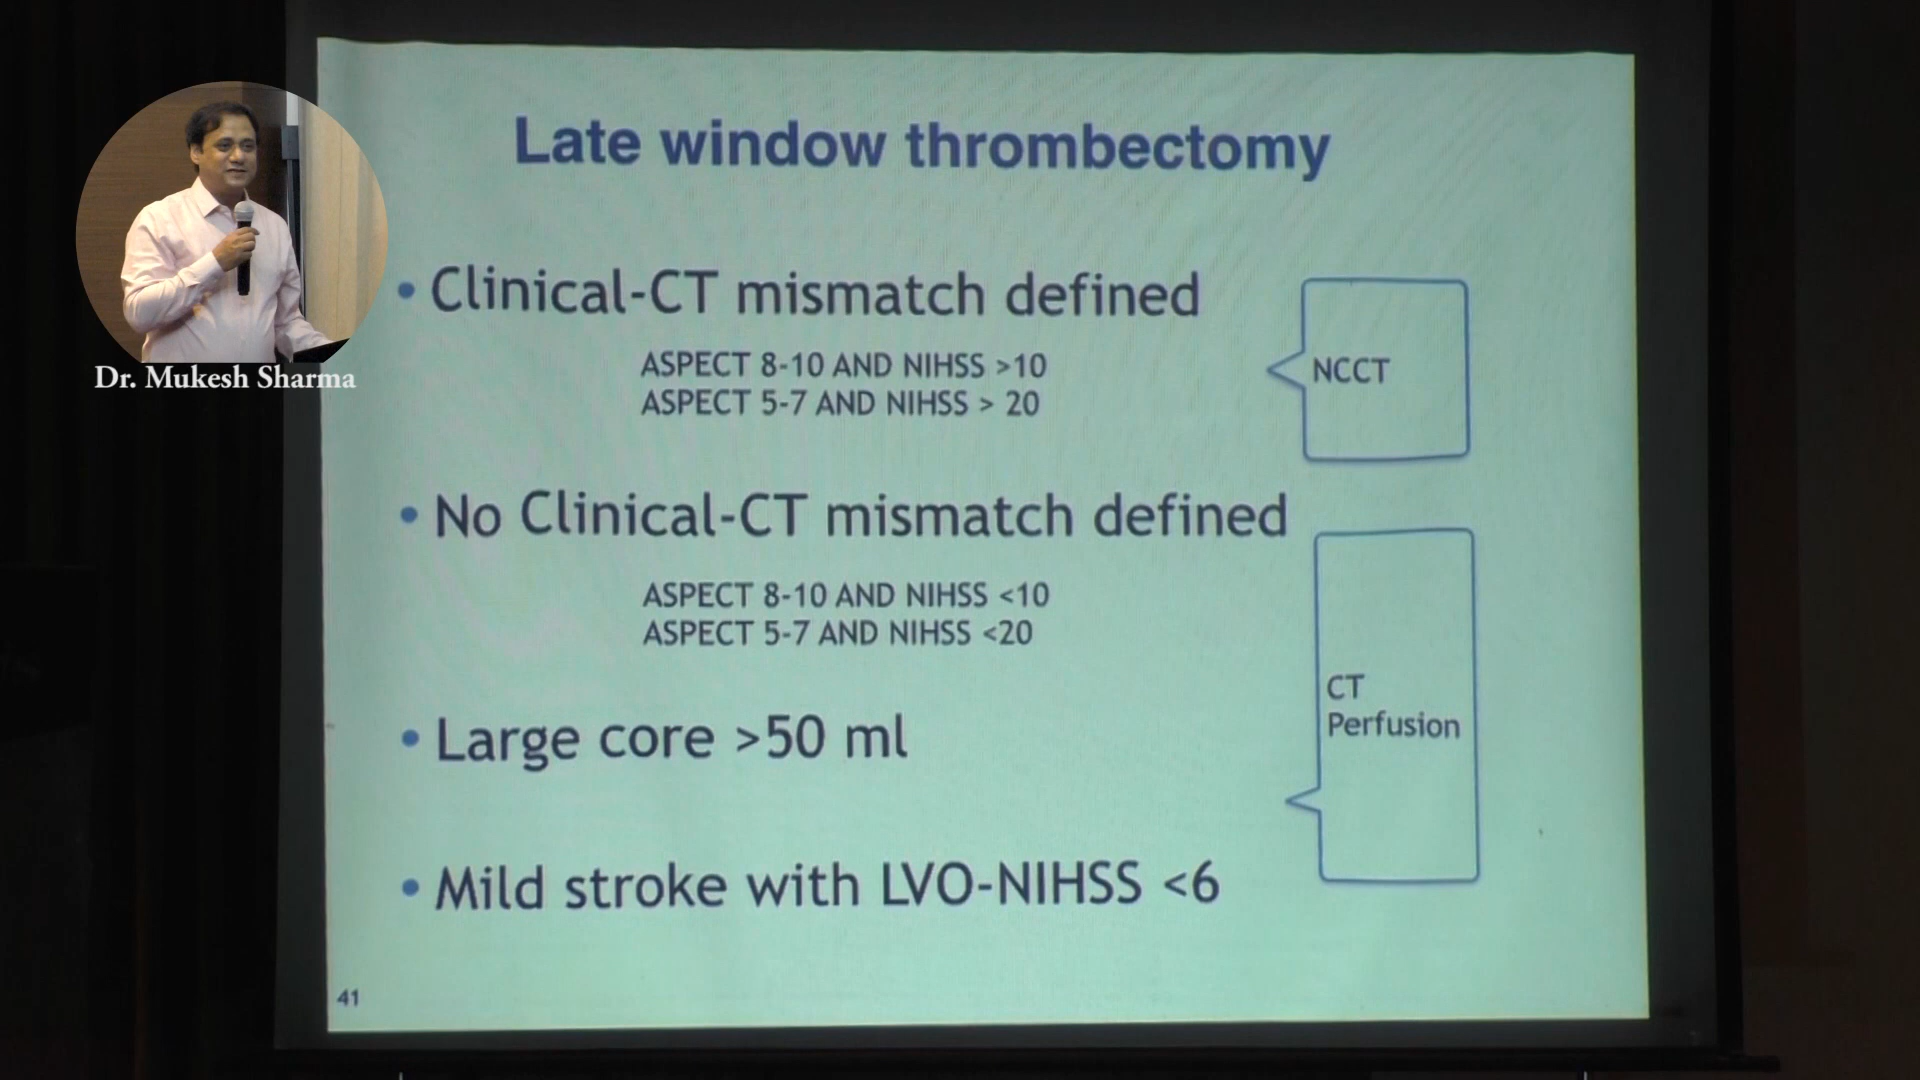 Late window thrombectomy
Dr. Mukesh Sharma
• Clinical-CT mismatch defined
ASPECT 8-10 AND NIHSS >10
ASPECT 5-7 AND NIHSS > 20
NCCT
• No Clinical-CT mismatch defined
ASPECT 8-10 AND NIHSS <10
ASPECT 5-7 AND NIHSS <20
• Large core >50 ml
CT
Perfusion
• Mild stroke with LVO-NIHSS <6
41